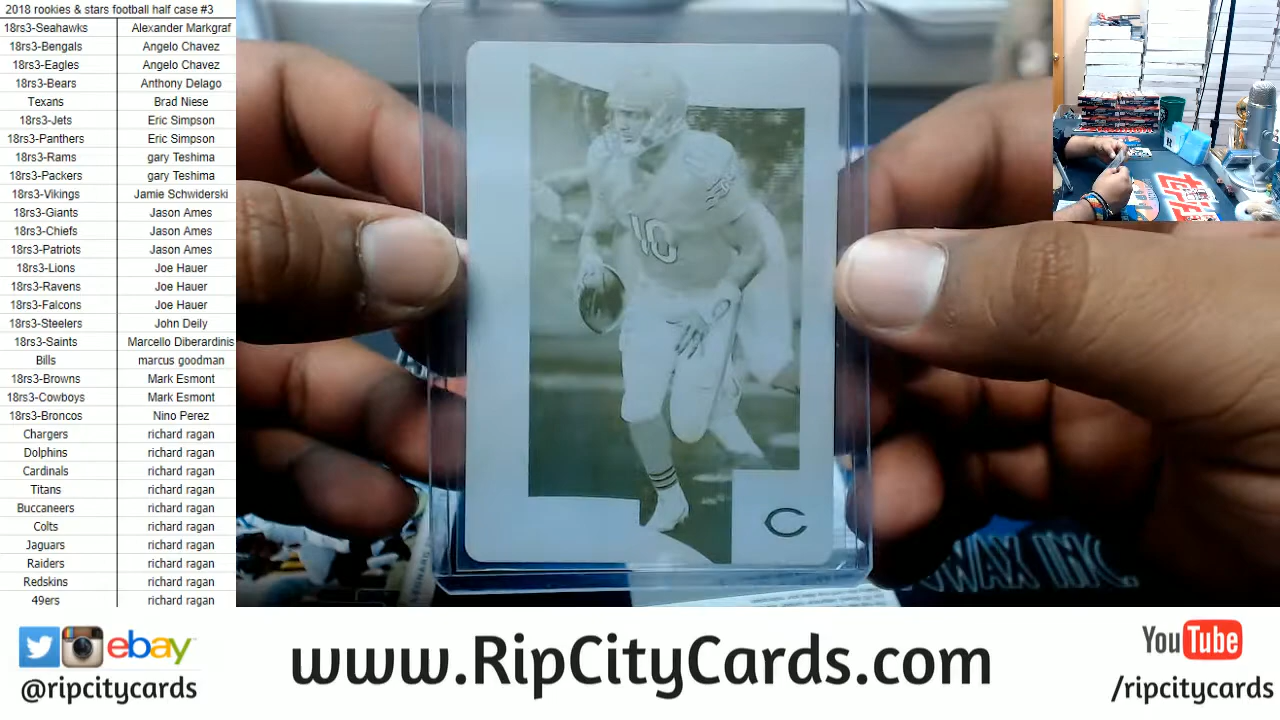 2018 rookies & stars football half case #3
18rs3-Seahawks Alexander Markgraf
18rs3-Bengals Angelo Chavez
18rs3-Eagles Angelo Chavez
18rs3-Bears Anthony Delago
Texans Brad Niese
18rs3-Jets Eric Simpson
18rs3-Panthers Eric Simpson
18rs3-Rams gary Teshima
18rs3-Packers gary Teshima
18rs3-Vikings Jamie Schwiderski
18rs3-Giants Jason Ames
18rs3-Chiefs Jason Ames
18rs3-Patriots Jason Ames
18rs3-Lions Joe Hauer
18rs3-Ravens Joe Hauer
18rs3-Falcons Joe Hauer
18rs3-Steelers John Deily
18rs3-Saints Marcello Diberardinis
Bills marcus goodman
18rs3-Browns Mark Esmont
18rs3-Cowboys Mark Esmont
18rs3-Broncos Nino Perez
Chargers richard ragan
Dolphins richard ragan
Cardinals richard ragan
Titans richard ragan
Buccaneers richard ragan
Colts richard ragan
Jaguars richard ragan
Raiders richard ragan
Redskins richard ragan
49ers richard ragan
10
C
WAX INC.
ebay
@ripcitycards
www.RipCityCards.com
YouTube
/ripcitycards